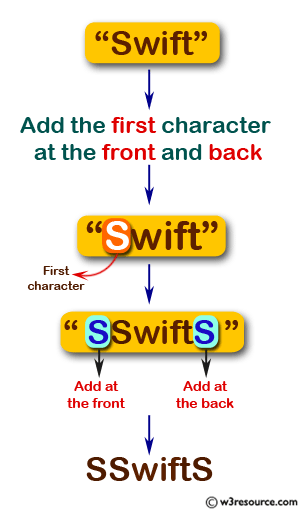 “Swift”
Add the first character
at the front and back
“Swift”
First
character
“ SSwiftS ”
Add at
the front
Add at
the back
SSwiftS
© w3resource.com